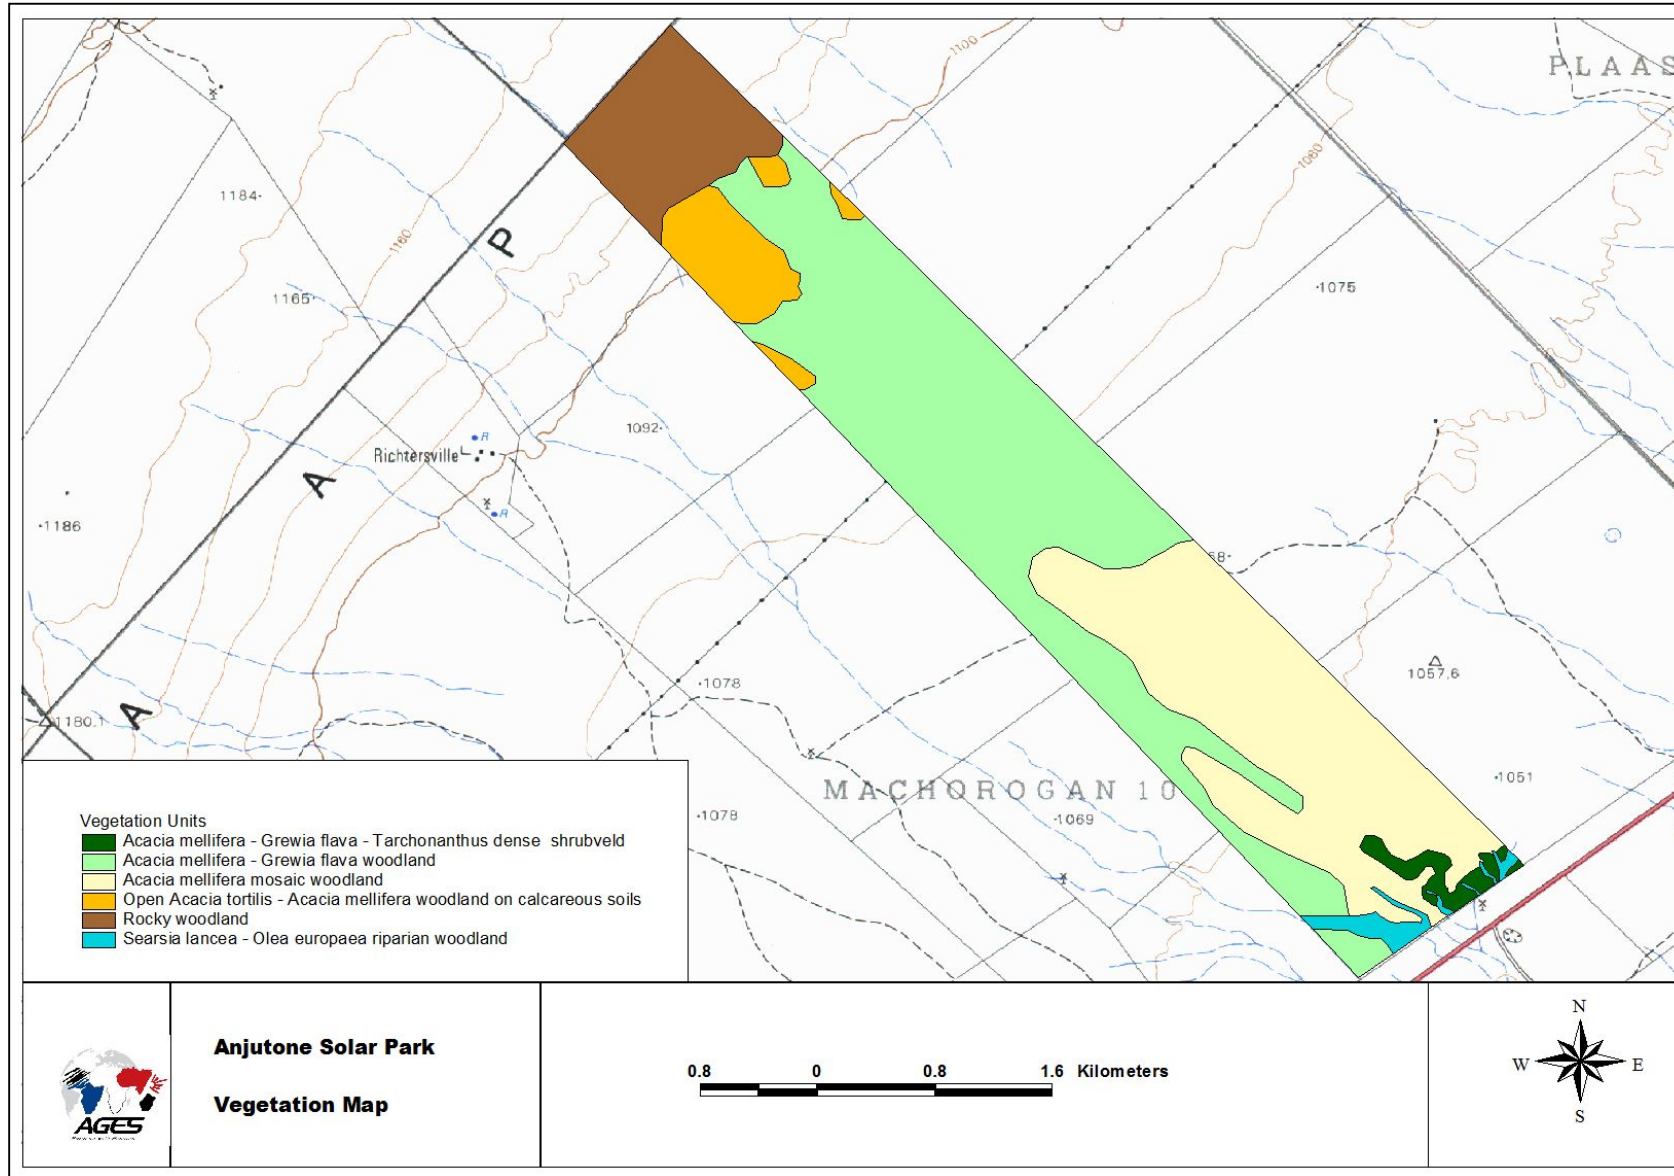 1100
PLAAS
1080
1184
1160
P
1165
1075
R
Richtersville
1092
A
R
1186
68
1057.6
1078
1180.1
A
1051
MACHOROGAN 10
1078
1069
Vegetation Units
Acacia mellifera - Grewia flava - Tarchonanthus dense shrubveld
Acacia mellifera - Grewia flava woodland
Acacia mellifera mosaic woodland
Open Acacia tortilis - Acacia mellifera woodland on calcareous soils
Rocky woodland
Searsia lancea - Olea europaea riparian woodland
AGES
Anjutone Solar Park
Vegetation Map
0.8 0 0.8 1.6 Kilometers
N
W E
S